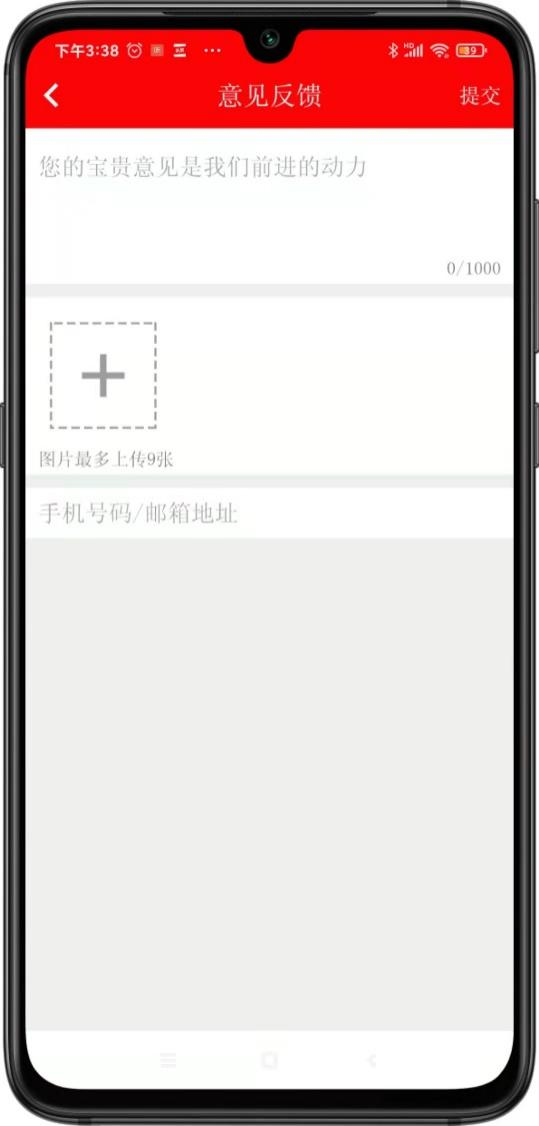 下午3:38
HD
39
意见反馈
提交
您的宝贵意见是我们前进的动力
0/1000
图片最多上传9张
手机号码/邮箱地址